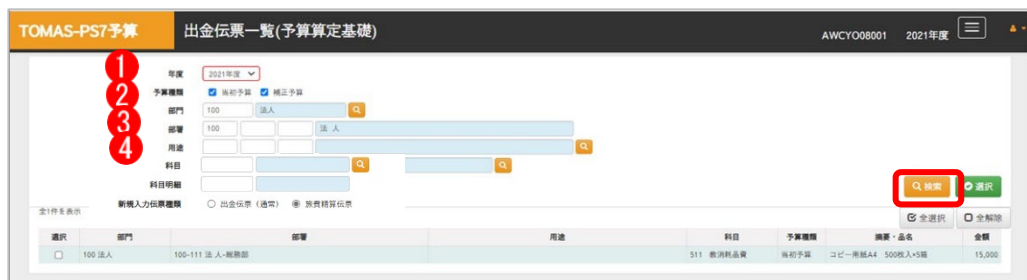 TOMAS-PS7予算 出金伝票一覧(予算算定基礎) AWCYO08001 2021年度
1 年度 2021年度
2 予算種類 当初予算 補正予算
部門 100 法人
3 部署 100 法 人
4 用途
科目
科目明細
検索 選択
新規入力伝票種類 出金伝票 (通常) 旅費精算伝票
全1件を表示 全選択 全解除
選択 部門 部署 用途 科目 予算種類 摘要・品名 金額
100 法人 100-111 法 人-総務部 511 教消耗品費 当初予算 コピー用紙A4 500枚入×5箱 15,000